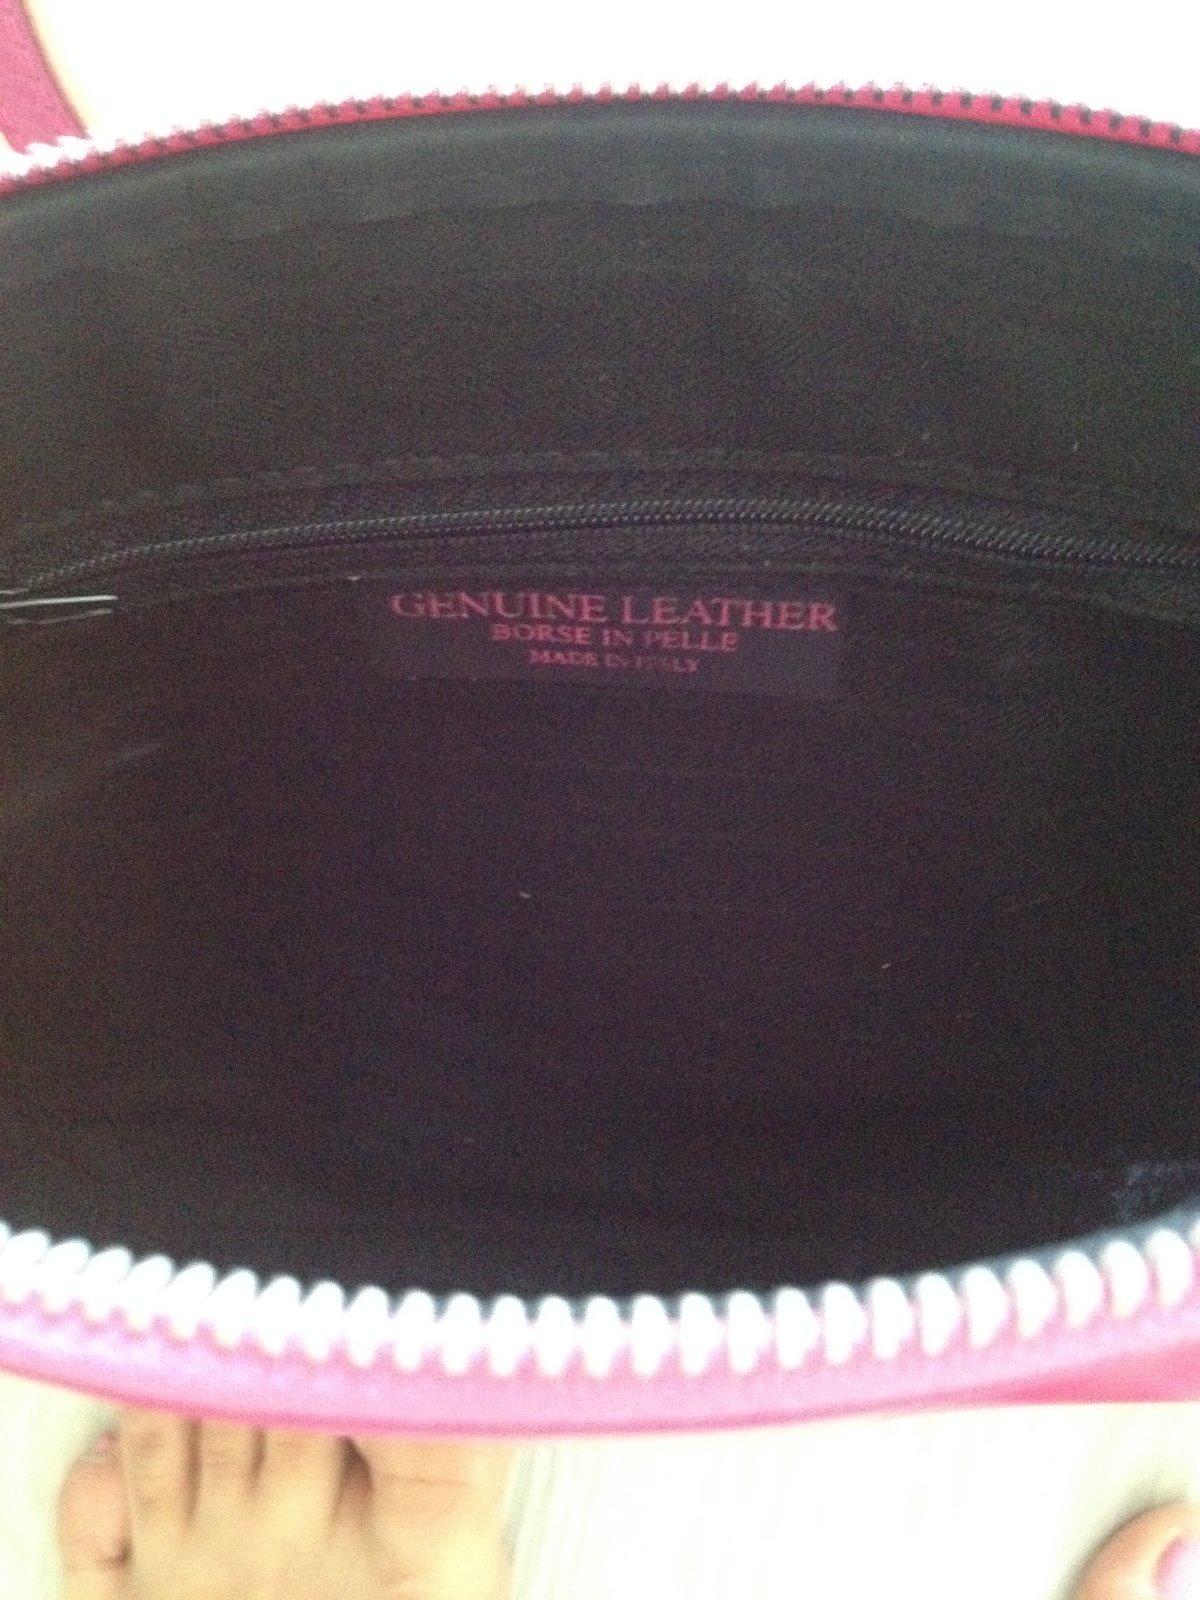 GENUINE LEATHER
BORSE IN PELLE
MADE IN ITALY